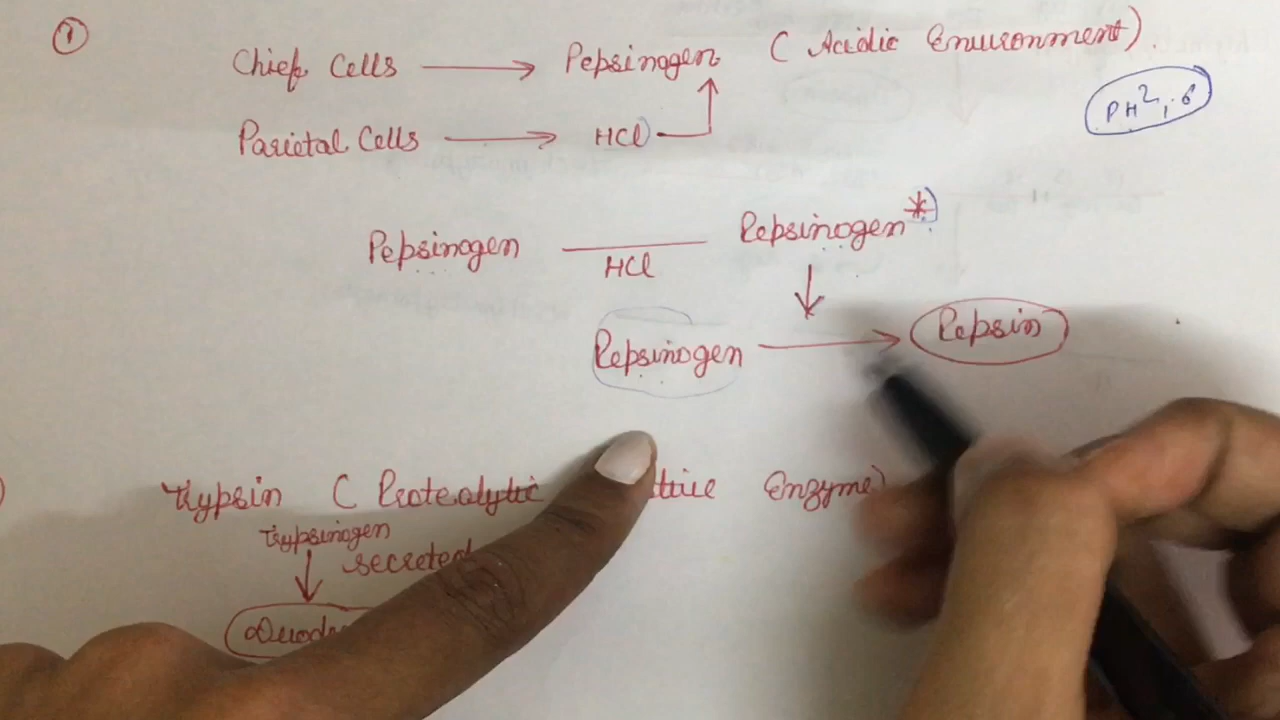 ①
Chief Cells → Pepsinogen (Acidic Environment).
Parietal Cells → HCl
PH 2, 6
Pepsinogen HCl Pepsinogen*
Pepsinogen → Pepsin
Trypsin ( Proteolytic Enzyme)
Trypsinogen
secreted